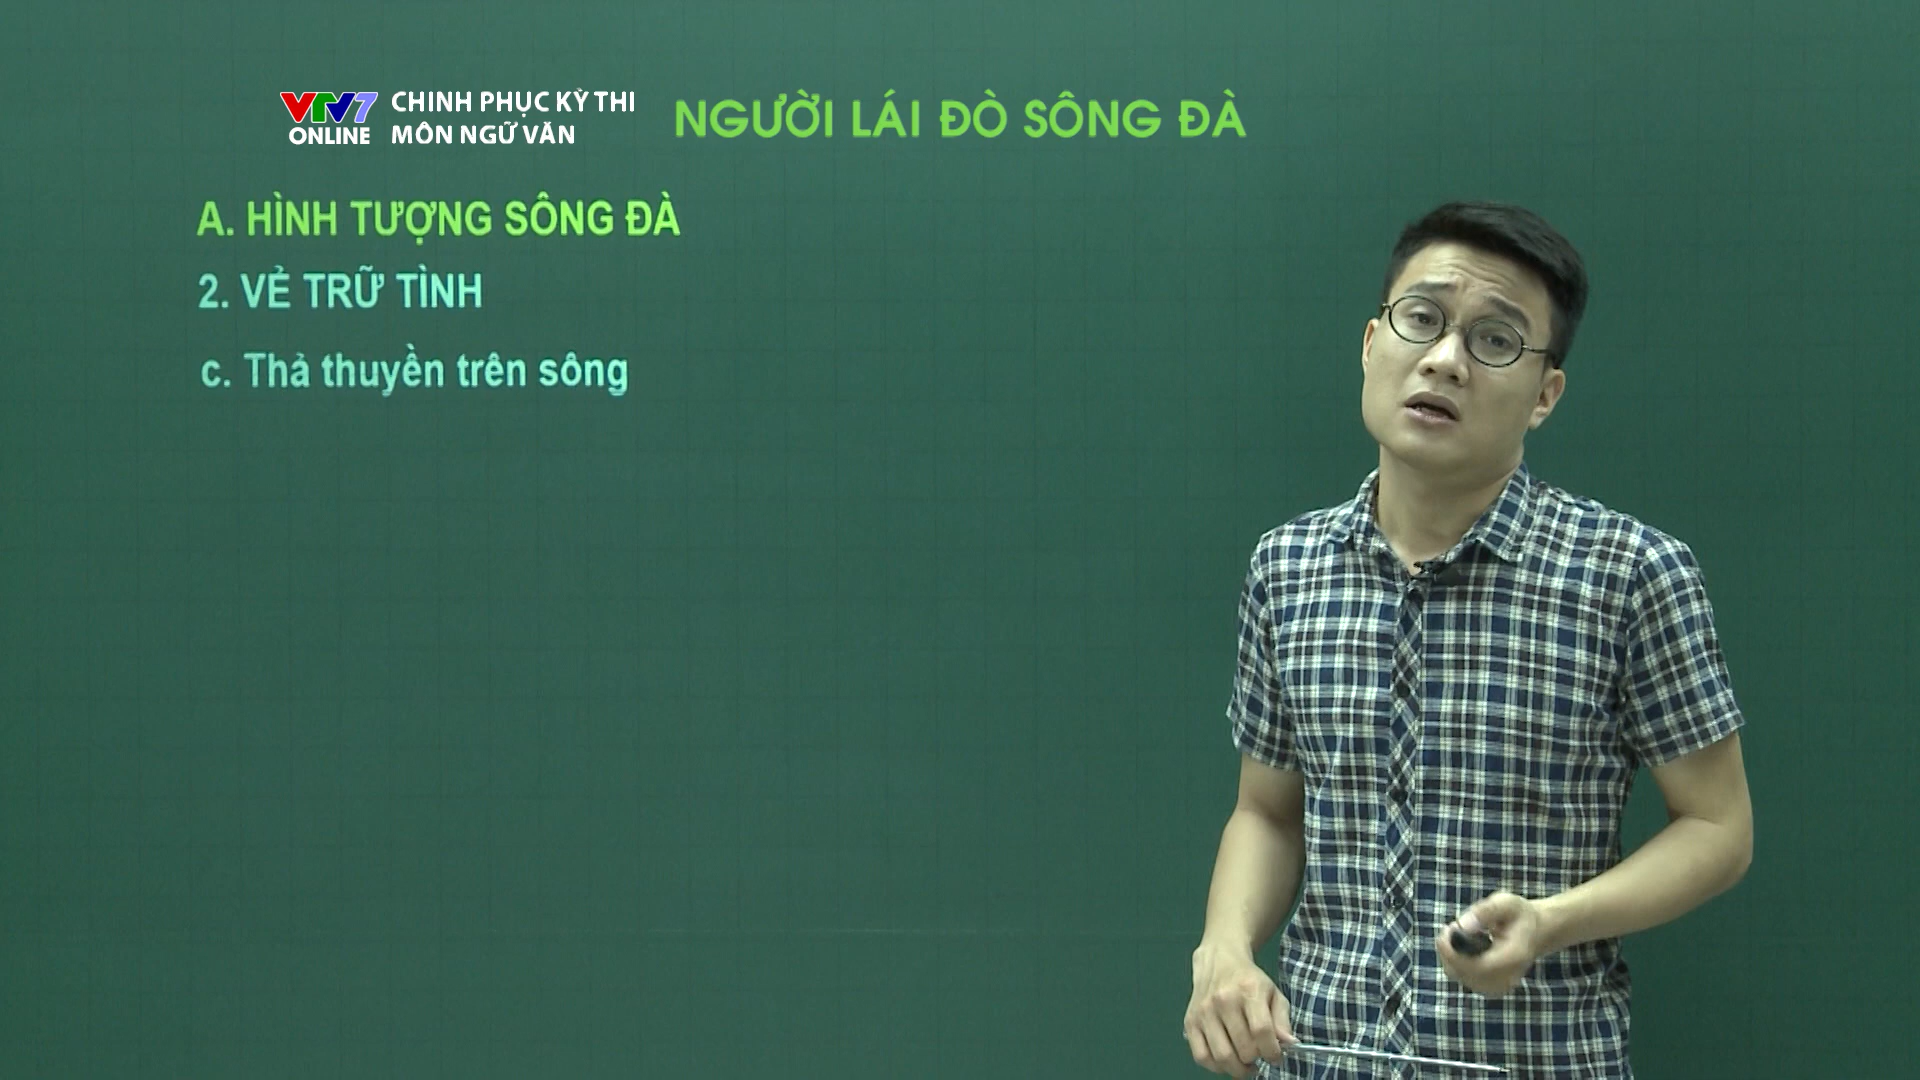 VTV7
ONLINE
CHINH PHỤC KỲ THI
MÔN NGỮ VĂN
NGƯỜI LÁI ĐÒ SÔNG ĐÀ
A. HÌNH TƯỢNG SÔNG ĐÀ
2. VẺ TRỮ TÌNH
c. Thả thuyền trên sông